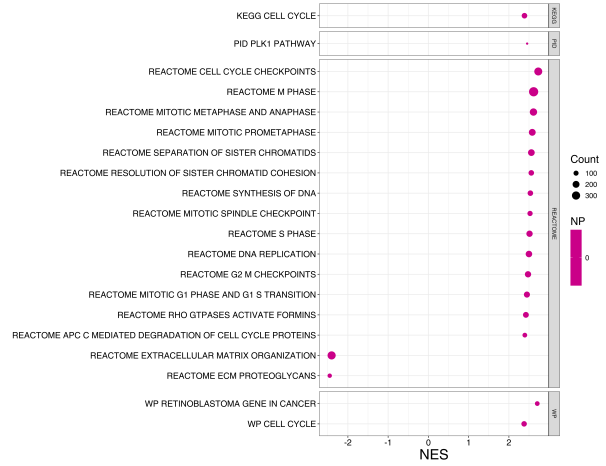 KEGG CELL CYCLE
KEGG
PID PLK1 PATHWAY
PID
REACTOME CELL CYCLE CHECKPOINTS
REACTOME M PHASE
REACTOME MITOTIC METAPHASE AND ANAPHASE
REACTOME MITOTIC PROMETAPHASE
REACTOME SEPARATION OF SISTER CHROMATIDS
REACTOME RESOLUTION OF SISTER CHROMATID COHESION
REACTOME SYNTHESIS OF DNA
REACTOME MITOTIC SPINDLE CHECKPOINT
REACTOME S PHASE
REACTOME DNA REPLICATION
REACTOME G2 M CHECKPOINTS
REACTOME MITOTIC G1 PHASE AND G1 S TRANSITION
REACTOME RHO GTPASES ACTIVATE FORMINS
REACTOME APC C MEDIATED DEGRADATION OF CELL CYCLE PROTEINS
REACTOME EXTRACELLULAR MATRIX ORGANIZATION
REACTOME ECM PROTEOGLYCANS
REACTOME
WP RETINOBLASTOMA GENE IN CANCER
WP CELL CYCLE
WP
-2 -1 0 1 2
NES
Count
100
200
300
NP
0